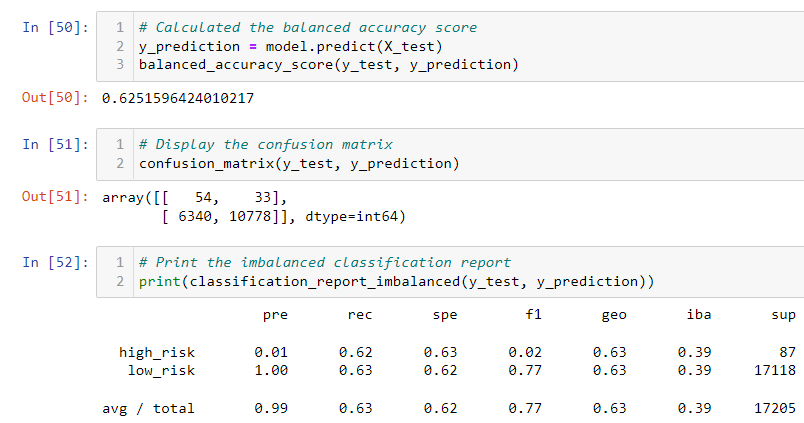 In [50]: 1 # Calculated the balanced accuracy score
2 y_prediction = model.predict(X_test)
3 balanced_accuracy_score(y_test, y_prediction)
Out[50]: 0.6251596424010217
In [51]: 1 # Display the confusion matrix
2 confusion_matrix(y_test, y_prediction)
Out[51]: array([[   54,    33],
[ 6340, 10778]], dtype=int64)
In [52]: 1 # Print the imbalanced classification report
2 print(classification_report_imbalanced(y_test, y_prediction))
pre rec spe f1 geo iba sup
high_risk 0.01 0.62 0.63 0.02 0.63 0.39 87
low_risk 1.00 0.63 0.62 0.77 0.63 0.39 17118
avg / total 0.99 0.63 0.62 0.77 0.63 0.39 17205